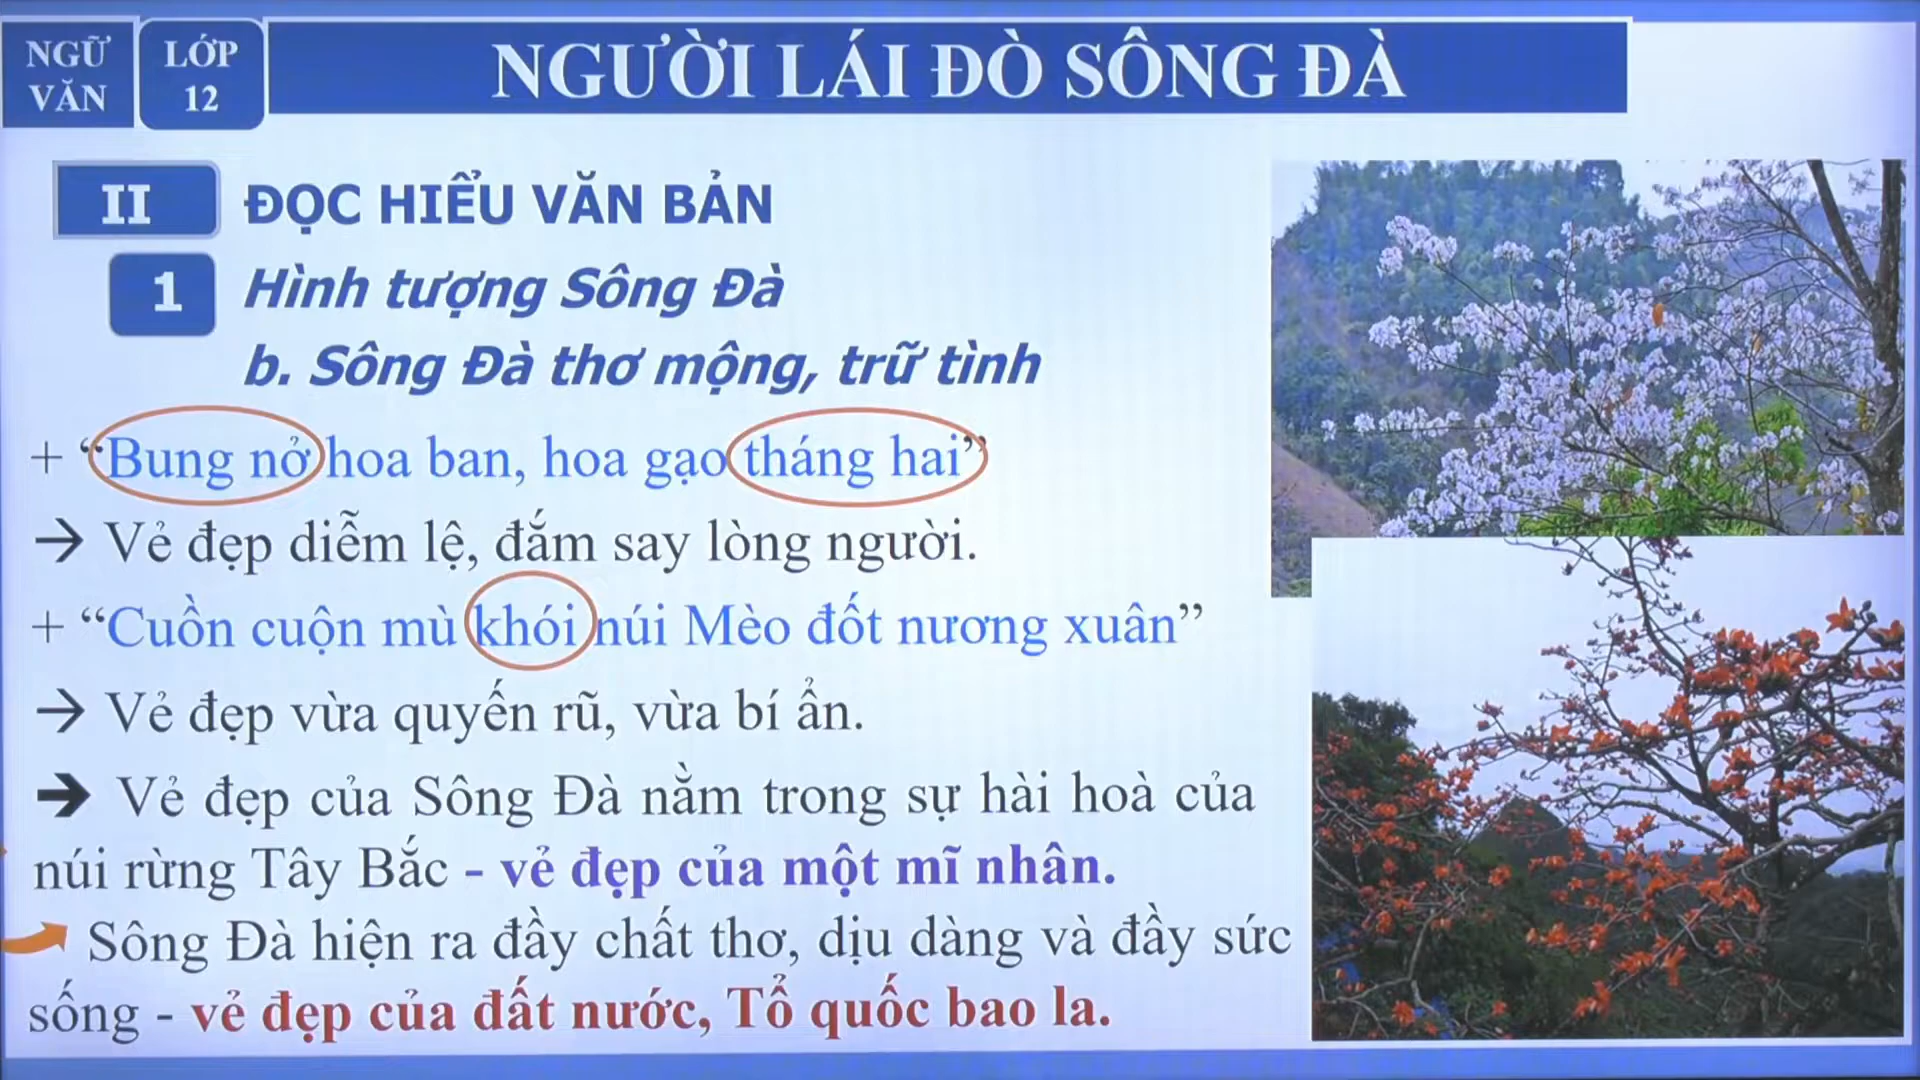 NGỮ
VĂN
LỚP
12
NGƯỜI LÁI ĐÒ SÔNG ĐÀ
II ĐỌC HIỂU VĂN BẢN
1 Hình tượng Sông Đà
b. Sông Đà thơ mộng, trữ tình
+ “Bung nở hoa ban, hoa gạo tháng hai”
→ Vẻ đẹp diễm lệ, đắm say lòng người.
+ “Cuồn cuộn mù khói núi Mèo đốt nương xuân”
→ Vẻ đẹp vừa quyến rũ, vừa bí ẩn.
➔ Vẻ đẹp của Sông Đà nằm trong sự hài hoà của
núi rừng Tây Bắc - vẻ đẹp của một mĩ nhân.
Sông Đà hiện ra đầy chất thơ, dịu dàng và đầy sức
sống - vẻ đẹp của đất nước, Tổ quốc bao la.